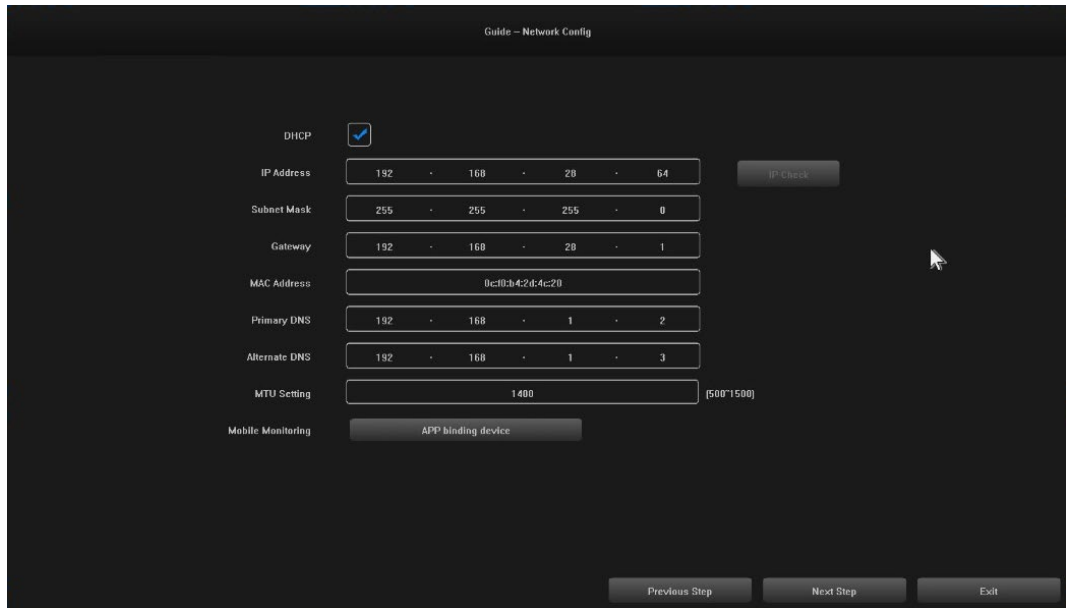 Guide – Network Config
DHCP
IP Address 192 . 168 . 28 . 64 IP Check
Subnet Mask 255 . 255 . 255 . 0
Gateway 192 . 168 . 28 . 1
MAC Address 0c:f0:b4:2d:4c:20
Primary DNS 192 . 168 . 1 . 2
Alternate DNS 192 . 168 . 1 . 3
MTU Setting 1400 (500~1500)
Mobile Monitoring APP binding device
Previous Step Next Step Exit